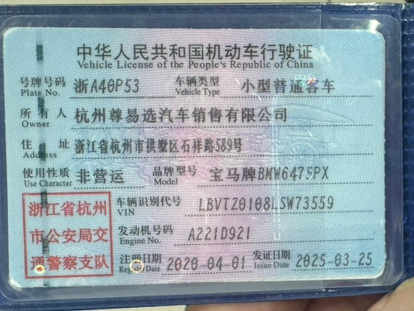 中华人民共和国机动车行驶证
Vehicle License of the People's Republic of China
号牌号码 浙A40P53 车辆类型 小型普通客车
Plate No. Vehicle Type
所有人 杭州尊易选汽车销售有限公司
Owner
住址 浙江省杭州市拱墅区石祥路589号
Address
使用性质 非营运 品牌型号 宝马牌BMW6475PX
Use Character Model
浙江省杭州
市公安局交
通警察支队
车辆识别代号 LBVTZ0108LSW73559
VIN
发动机号码 A221D921
Engine No.
注册日期 2020-04-01 发证日期 2025-03-25
Register Date Issue Date